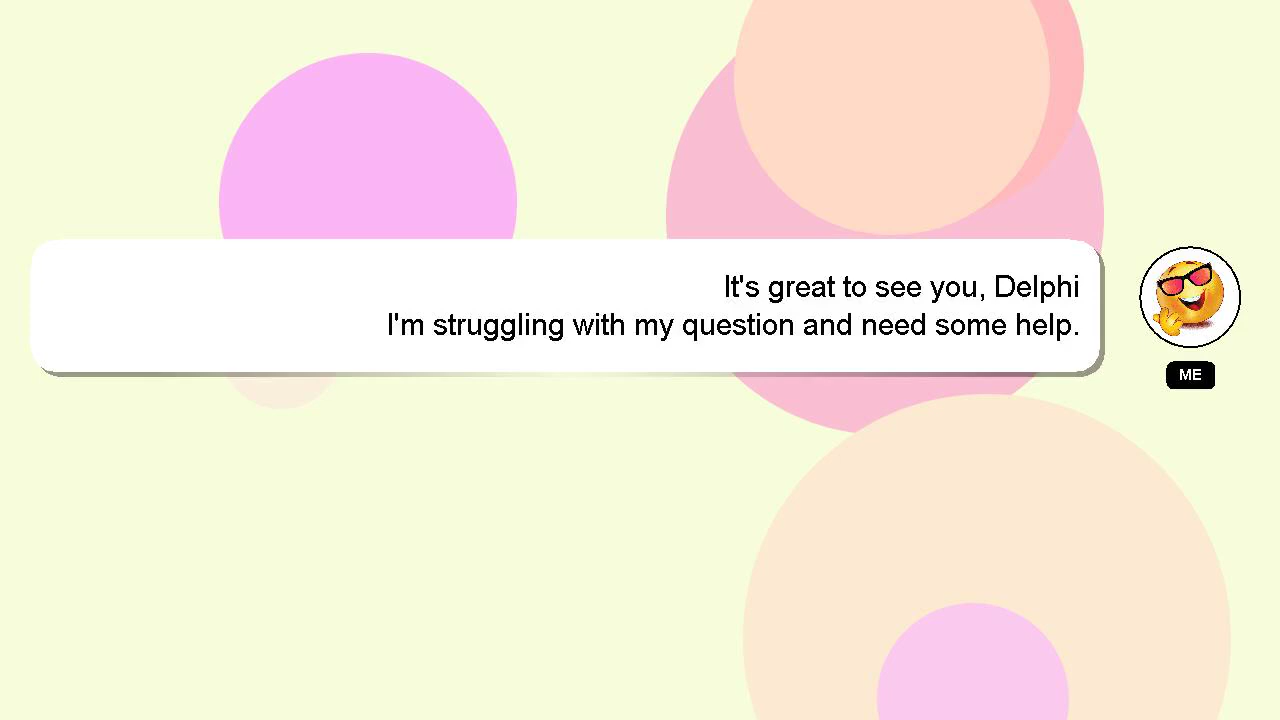 It's great to see you, Delphi
I'm struggling with my question and need some help.
ME